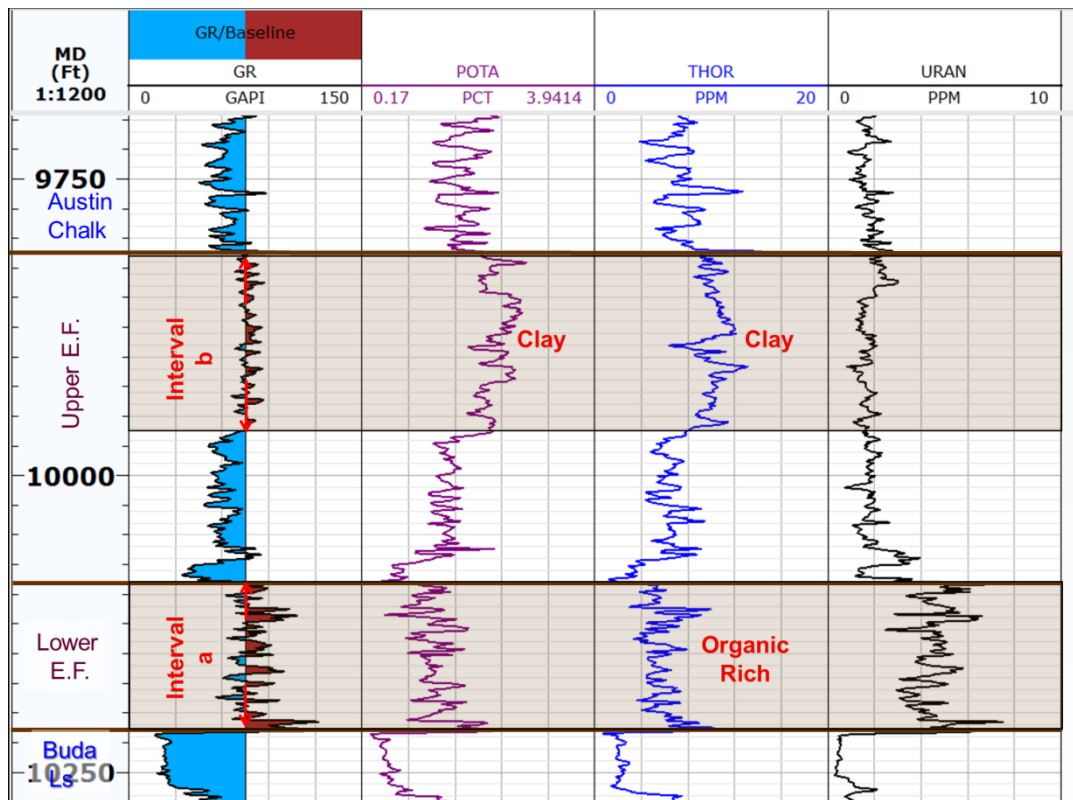 GR/Baseline
MD
(Ft)
1:1200
GR
0 GAPI 150
POTA
0.17 PCT 3.9414
THOR
0 PPM 20
URAN
0 PPM 10
9750
Austin
Chalk
Upper E.F.
Interval
b
Clay
Clay
10000
Lower
E.F.
Interval
a
Organic
Rich
Buda
Ls
10250